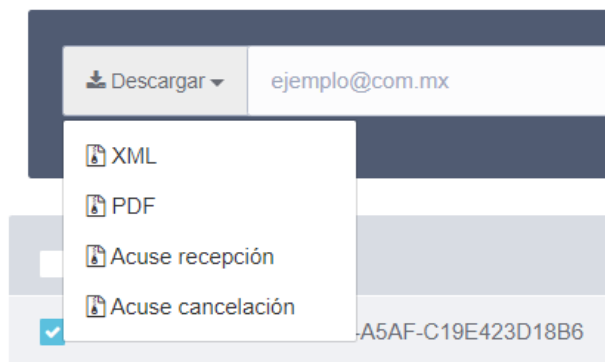 Descargar
ejemplo@com.mx
XML
PDF
Acuse recepción
Acuse cancelación
-A5AF-C19E423D18B6